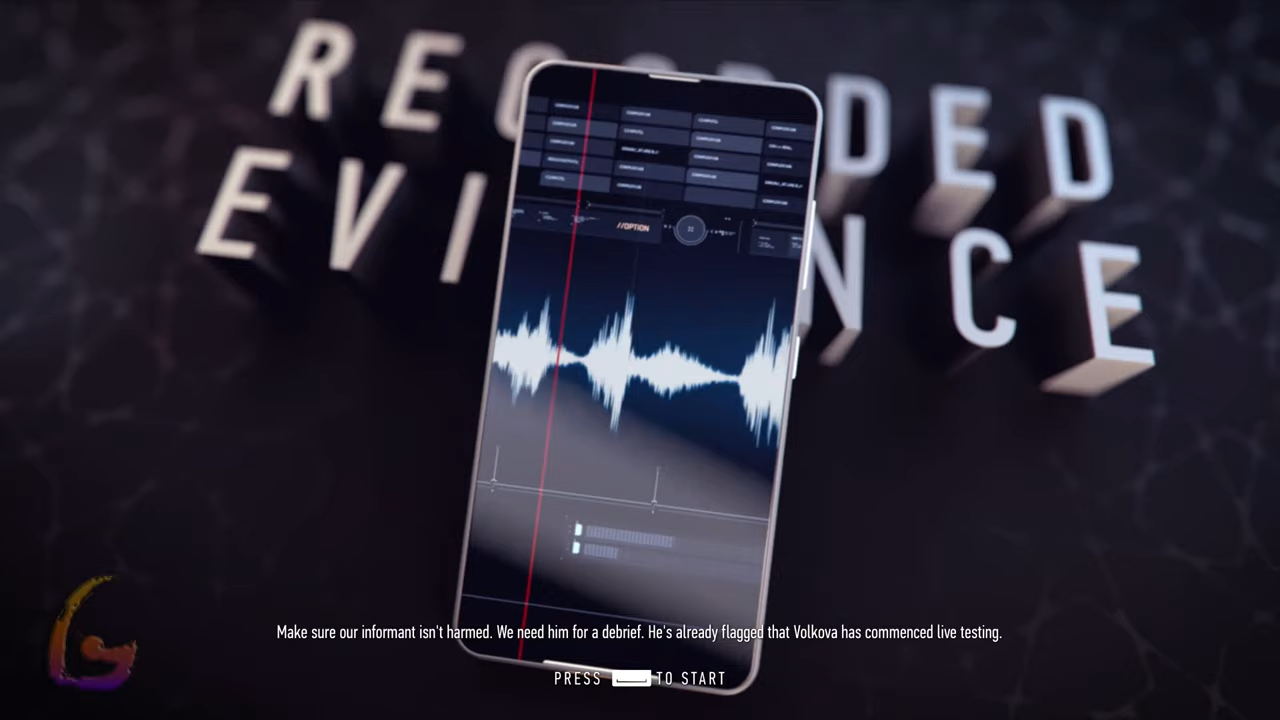 RECORDED
EVIDENCE
//OPTION
Make sure our informant isn't harmed. We need him for a debrief. He's already flagged that Volkova has commenced live testing.
PRESS TO START